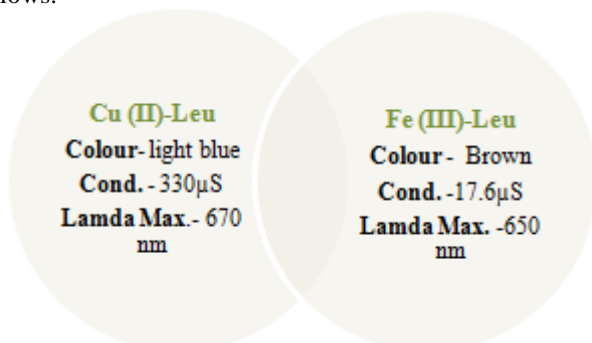 lows:
Cu (II)-Leu
Colour- light blue
Cond. - 330µS
Lamda Max.- 670
nm
Fe (III)-Leu
Colour - Brown
Cond. -17.6µS
Lamda Max. -650
nm